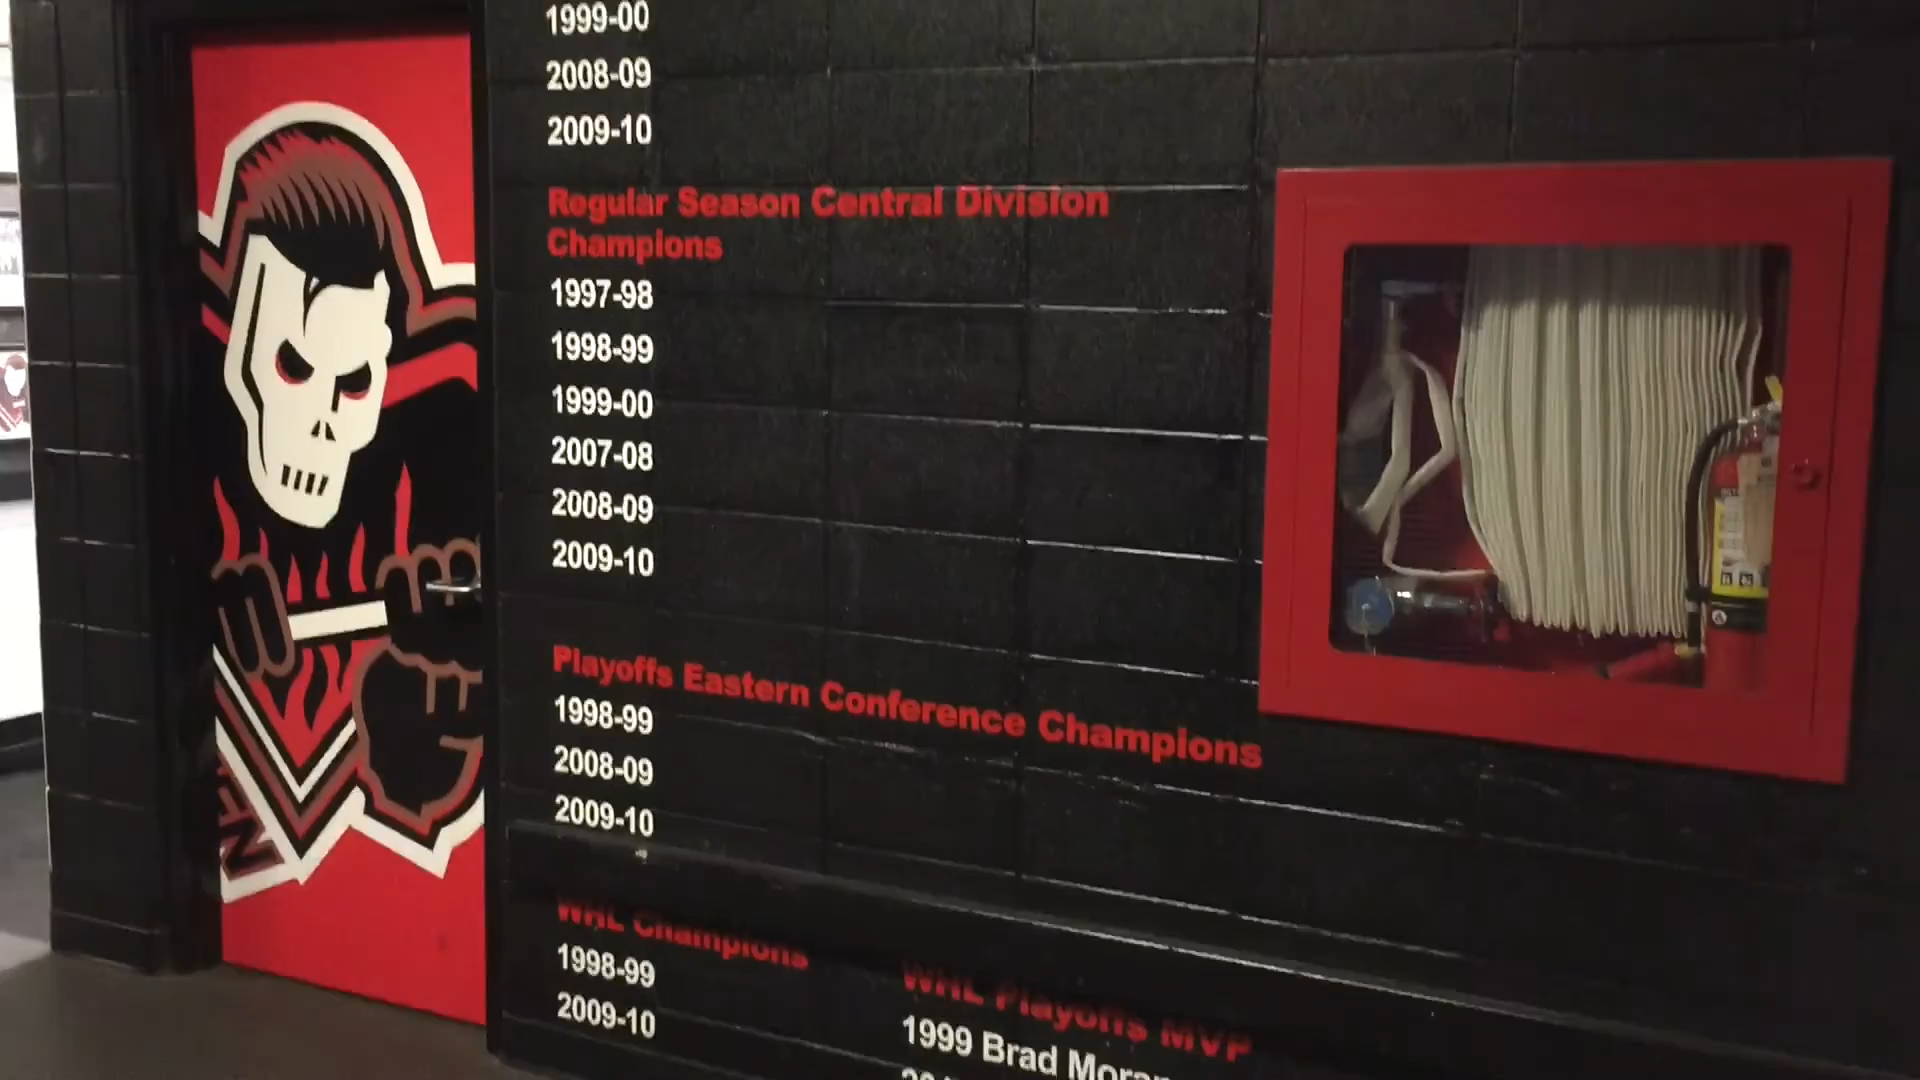 1999-00
2008-09
2009-10
Regular Season Central Division
Champions
1997-98
1998-99
1999-00
2007-08
2008-09
2009-10
Playoffs Eastern Conference Champions
1998-99
2008-09
2009-10
WHL Champions
1998-99
2009-10
WHL Playoffs MVP
1999 Brad Moran